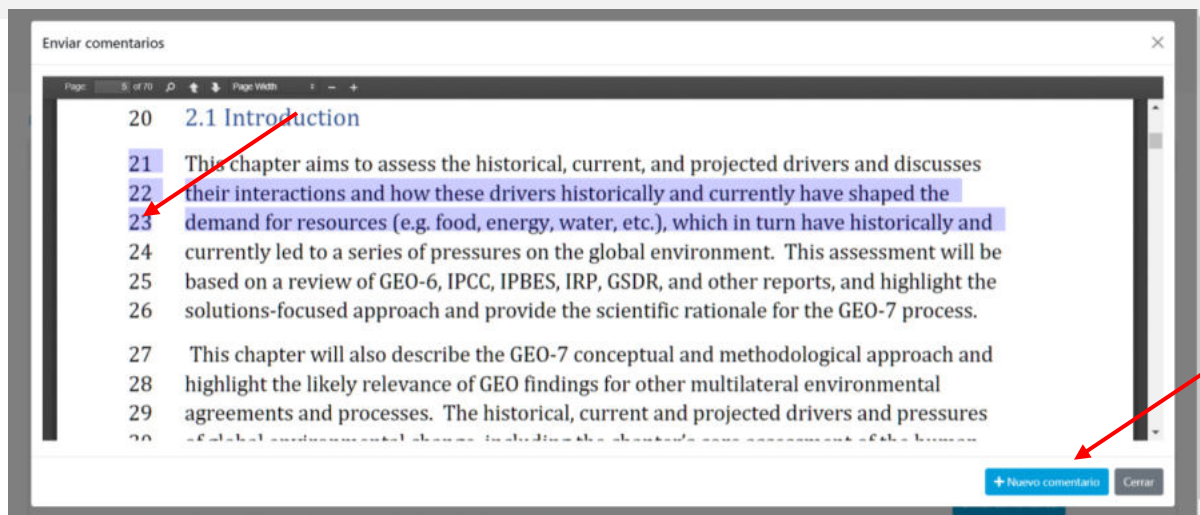 Enviar comentarios ×
Page: 5 of 70 Page Width − +
20 2.1 Introduction
21 This chapter aims to assess the historical, current, and projected drivers and discusses
22 their interactions and how these drivers historically and currently have shaped the
23 demand for resources (e.g. food, energy, water, etc.), which in turn have historically and
24 currently led to a series of pressures on the global environment. This assessment will be
25 based on a review of GEO-6, IPCC, IPBES, IRP, GSDR, and other reports, and highlight the
26 solutions-focused approach and provide the scientific rationale for the GEO-7 process.
27 This chapter will also describe the GEO-7 conceptual and methodological approach and
28 highlight the likely relevance of GEO findings for other multilateral environmental
29 agreements and processes. The historical, current and projected drivers and pressures
+ Nuevo comentario Cerrar